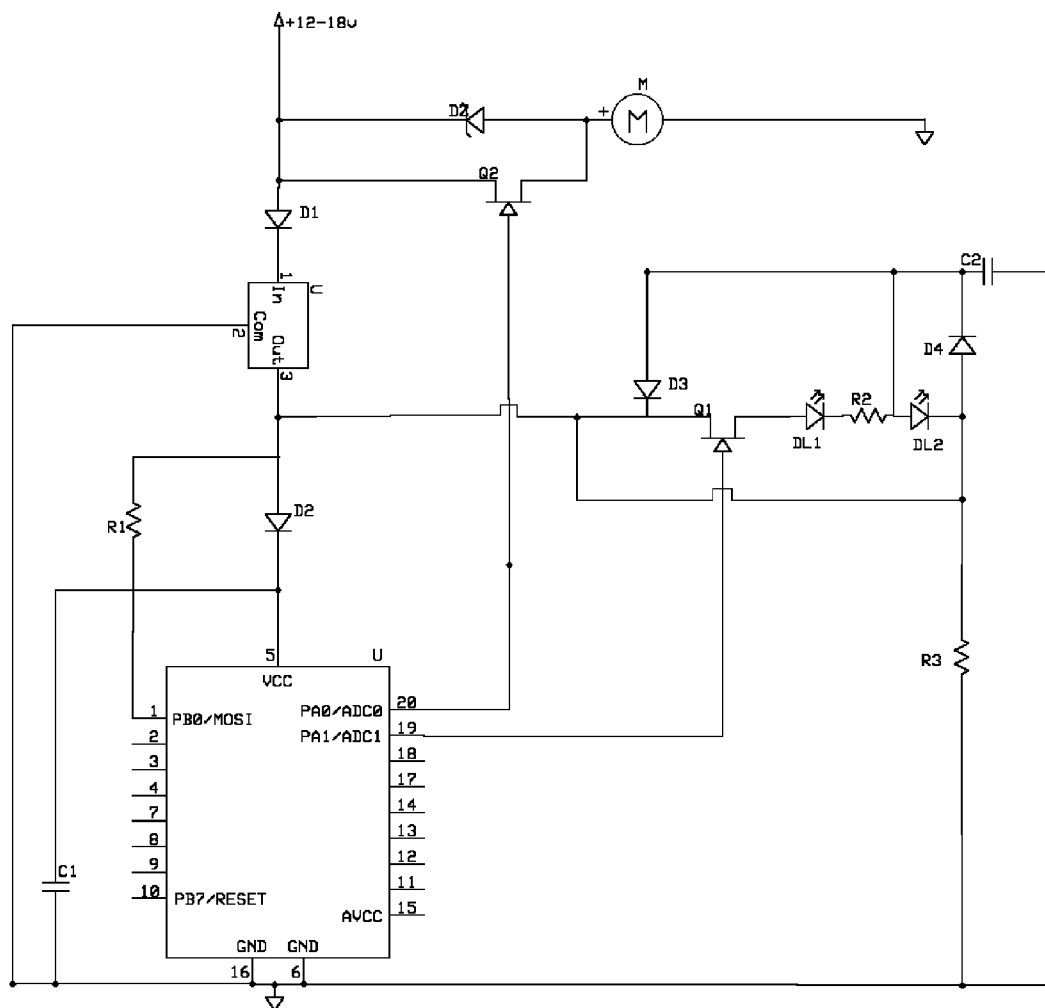 +12-18v
M
DZ
+
M
Q2
D1
1
In
U
Com
2
Out
3
C2
D4
D3
Q1
R2
DL1
DL2
R1
D2
R3
5
U
VCC
1 PB0/MOSI
PA0/ADC0 20
2
PA1/ADC1 19
3
18
4
17
7
14
8
13
9
12
10 PB7/RESET
11
AVCC 15
C1
GND GND
16 6